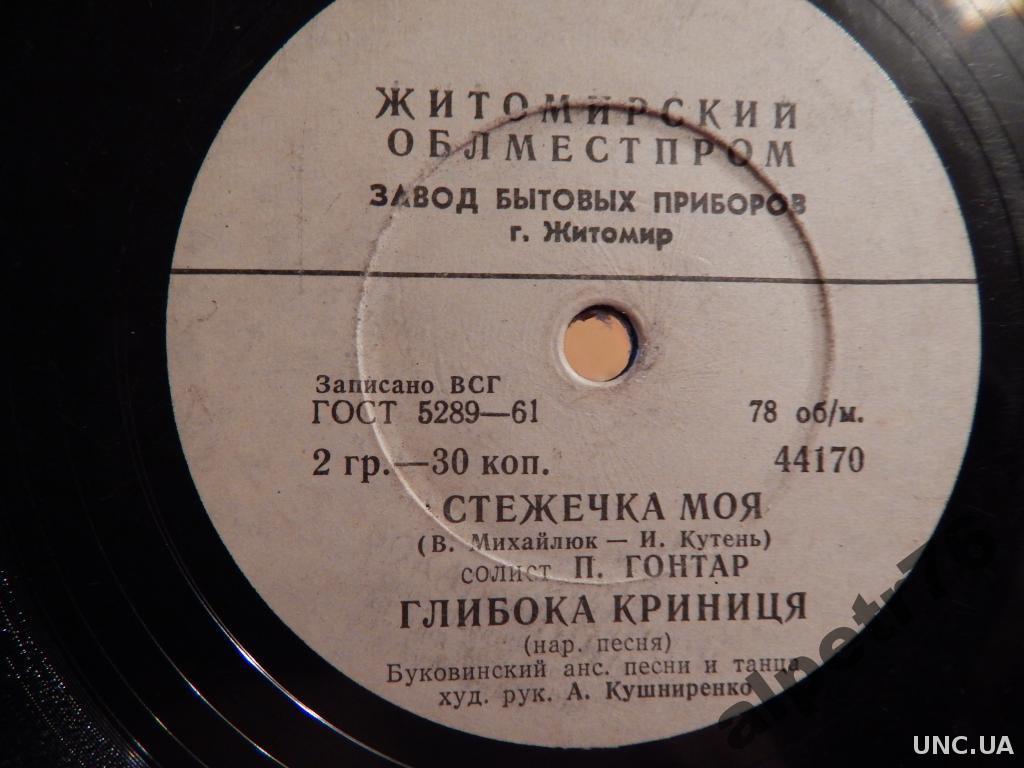 ЖИТОМИРСКИЙ
ОБЛМЕСТПРОМ
ЗАВОД БЫТОВЫХ ПРИБОРОВ
г. Житомир
Записано ВСГ
ГОСТ 5289—61 78 об/м.
2 гр.—30 коп. 44170
СТЕЖЕЧКА МОЯ
(В. Михайлюк — И. Кутень)
солист П. ГОНТАР
ГЛИБОКА КРИНИЦЯ
(нар. песня)
Буковинский анс. песни и танца
худ. рук. А. Кушниренко
alpetr76
UNC.UA